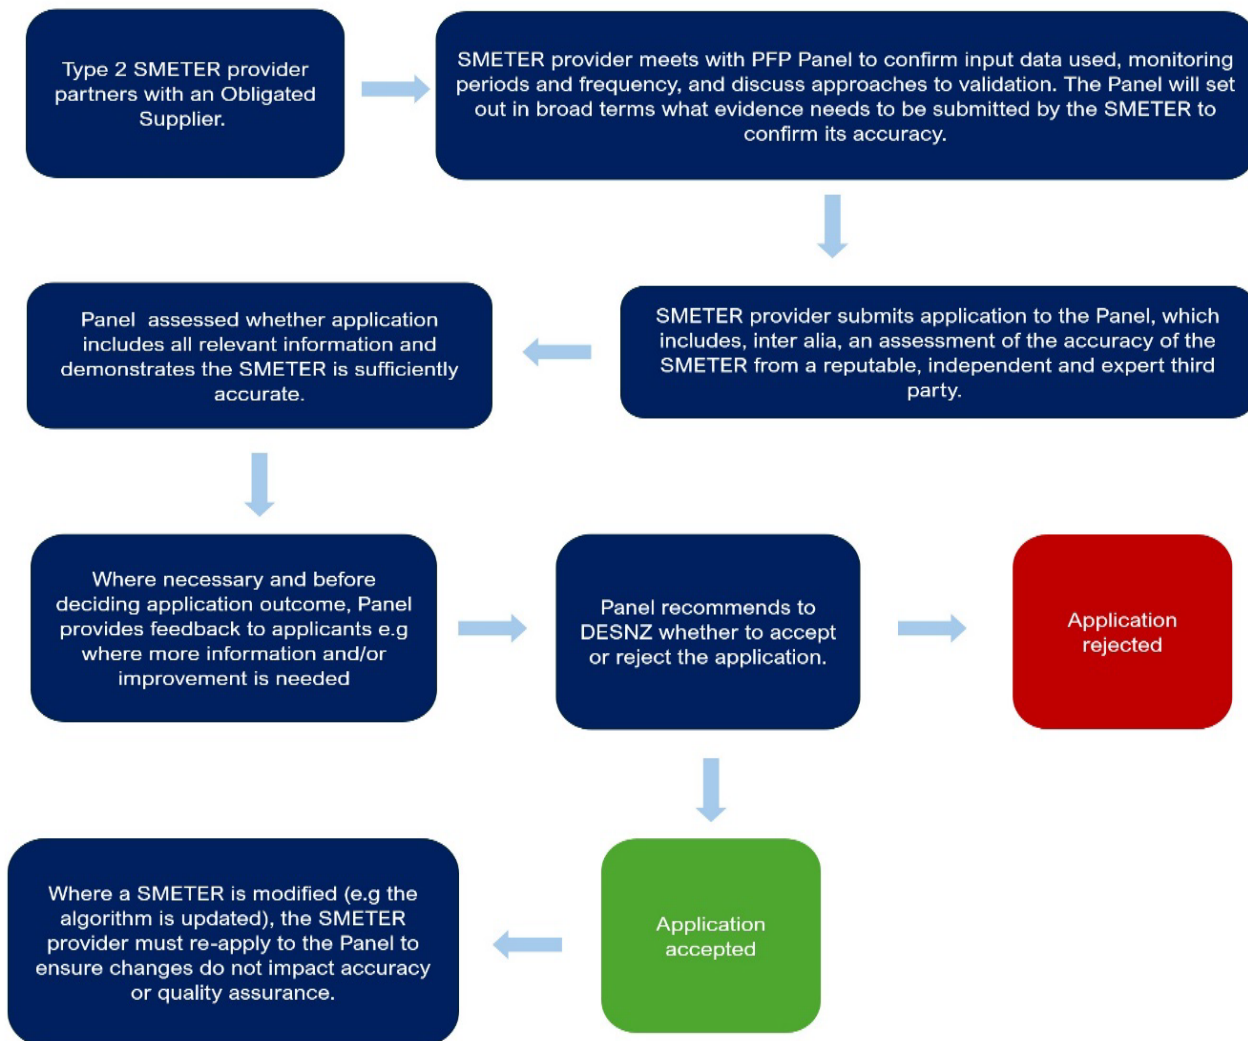 Type 2 SMETER provider
partners with an Obligated
Supplier.
SMETER provider meets with PFP Panel to confirm input data used, monitoring
periods and frequency, and discuss approaches to validation. The Panel will set
out in broad terms what evidence needs to be submitted by the SMETER to
confirm its accuracy.
SMETER provider submits application to the Panel, which
includes, inter alia, an assessment of the accuracy of the
SMETER from a reputable, independent and expert third
party.
Panel  assessed whether application
includes all relevant information and
demonstrates the SMETER is sufficiently
accurate.
Where necessary and before
deciding application outcome, Panel
provides feedback to applicants e.g
where more information and/or
improvement is needed
Panel recommends to
DESNZ whether to accept
or reject the application.
Application
rejected
Application
accepted
Where a SMETER is modified (e.g the
algorithm is updated), the SMETER
provider must re-apply to the Panel to
ensure changes do not impact accuracy
or quality assurance.